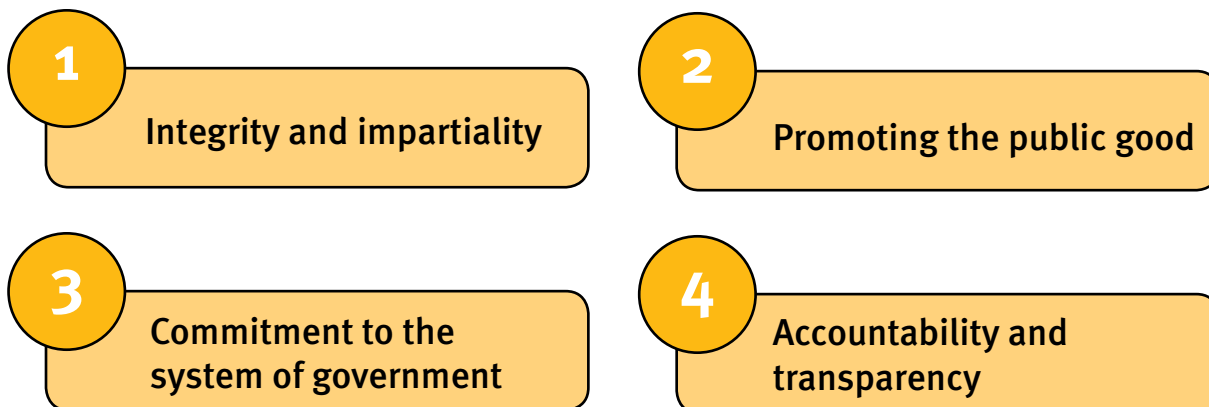 1
Integrity and impartiality
2
Promoting the public good
3
Commitment to the
system of government
4
Accountability and
transparency